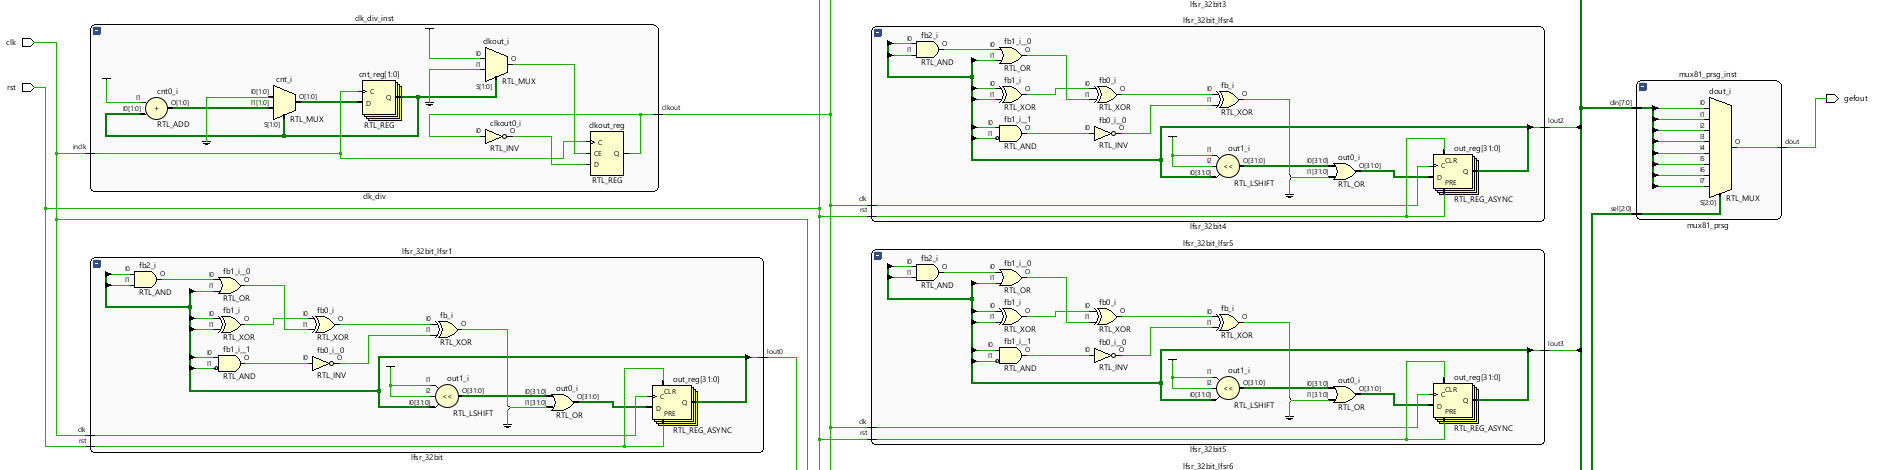 clk
rst
clk_div_inst
cnt0_i
I1
I0[1:0]
+
O[1:0]
RTL_ADD
cnt_i
I0[1:0]
I1[1:0]
O[1:0]
S[1:0]
RTL_MUX
cnt_reg[1:0]
C
D
Q
RTL_REG
clkout_i
I0
I1
O
S[1:0]
RTL_MUX
clkout0_i
I0
O
RTL_INV
clkout_reg
C
CE
D
Q
RTL_REG
inclk
clkout
clk_div
lfsr_32bit_lfsr1
fb2_i
I0
I1
O
RTL_AND
fb1_i__0
I0
I1
O
RTL_OR
fb1_i
I0
I1
O
RTL_XOR
fb0_i
I0
I1
O
RTL_XOR
fb_i
I0
I1
O
RTL_XOR
fb1_i__1
I0
I1
O
RTL_AND
fb0_i__0
I0
O
RTL_INV
out1_i
I1
I2
I0[31:0]
<<
O[31:0]
RTL_LSHIFT
out0_i
I0[31:0]
I1[31:0]
O[31:0]
RTL_OR
out_reg[31:0]
CLR
C
D
Q
PRE
RTL_REG_ASYNC
lout0
clk
rst
lfsr_32bit
lfsr_32bit3
lfsr_32bit_lfsr4
fb2_i
I0
I1
O
RTL_AND
fb1_i__0
I0
I1
O
RTL_OR
fb1_i
I0
I1
O
RTL_XOR
fb0_i
I0
I1
O
RTL_XOR
fb_i
I0
I1
O
RTL_XOR
fb1_i__1
I0
I1
O
RTL_AND
fb0_i__0
I0
O
RTL_INV
out1_i
I1
I2
I0[31:0]
<<
O[31:0]
RTL_LSHIFT
out0_i
I0[31:0]
I1[31:0]
O[31:0]
RTL_OR
out_reg[31:0]
CLR
C
D
Q
PRE
RTL_REG_ASYNC
lout2
clk
rst
lfsr_32bit4
lfsr_32bit_lfsr5
fb2_i
I0
I1
O
RTL_AND
fb1_i__0
I0
I1
O
RTL_OR
fb1_i
I0
I1
O
RTL_XOR
fb0_i
I0
I1
O
RTL_XOR
fb_i
I0
I1
O
RTL_XOR
fb1_i__1
I0
I1
O
RTL_AND
fb0_i__0
I0
O
RTL_INV
out1_i
I1
I2
I0[31:0]
<<
O[31:0]
RTL_LSHIFT
out0_i
I0[31:0]
I1[31:0]
O[31:0]
RTL_OR
out_reg[31:0]
CLR
C
D
Q
PRE
RTL_REG_ASYNC
lout3
clk
rst
lfsr_32bit5
lfsr_32bit_lfsr6
mux81_prsg_inst
din[7:0]
dout_i
I0
I1
I2
I3
I4
I5
I6
I7
O
S[2:0]
RTL_MUX
sel[2:0]
dout
mux81_prsg
gefout